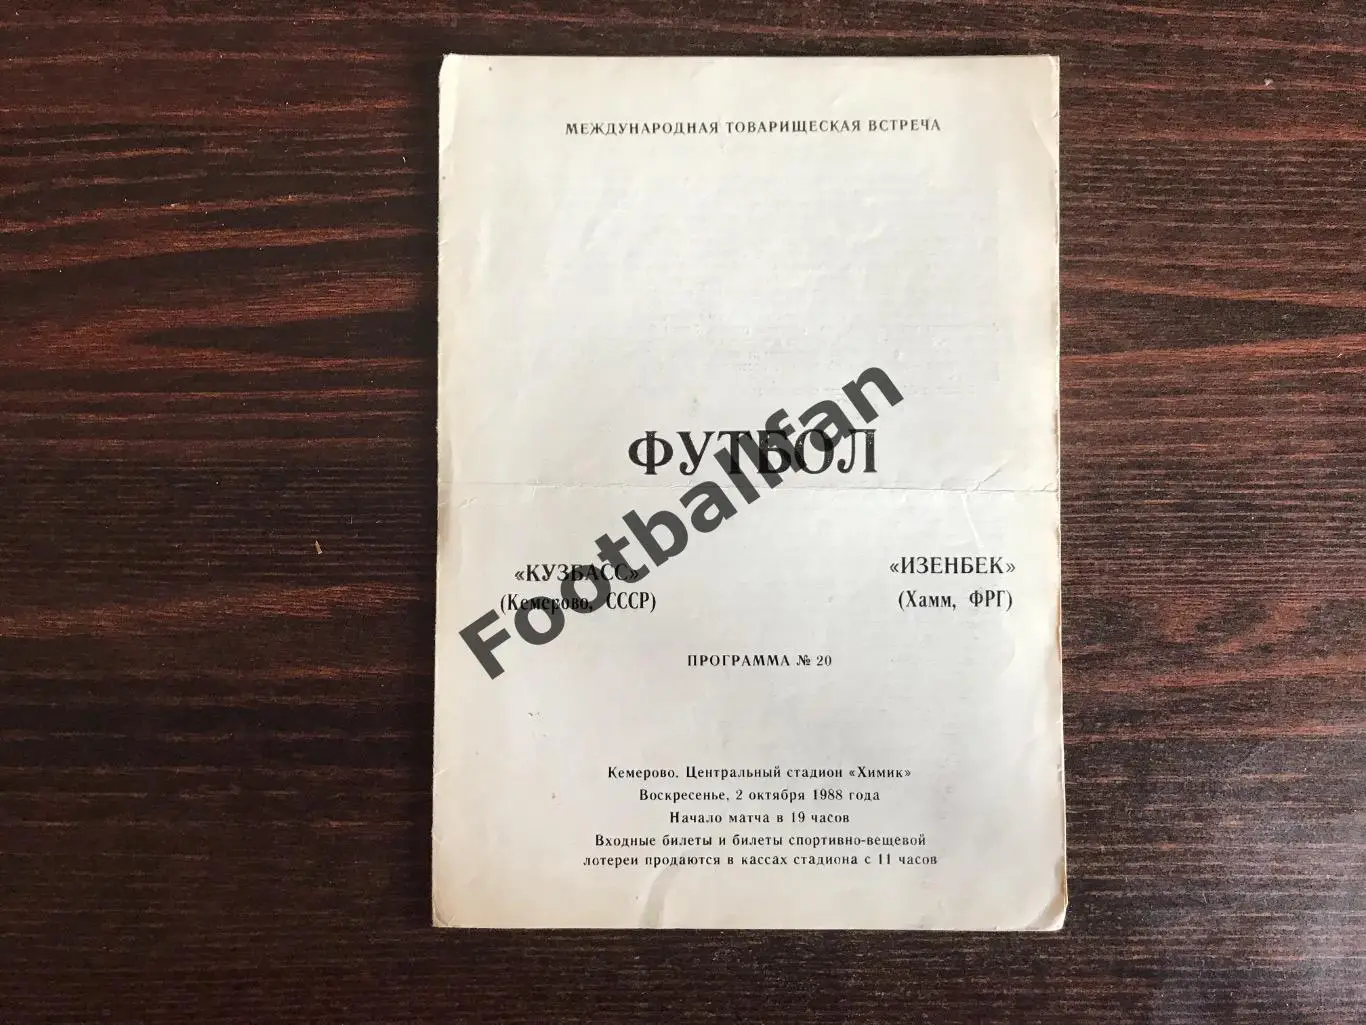 МЕЖДУНАРОДНАЯ ТОВАРИЩЕСКАЯ ВСТРЕЧА
ФУТБОЛ
Footballfan
«КУЗБАСС» «ИЗЕНБЕК»
(Кемерово, СССР) (Хамм, ФРГ)
ПРОГРАММА № 20
Кемерово. Центральный стадион «Химик»
Воскресенье, 2 октября 1988 года
Начало матча в 19 часов
Входные билеты и билеты спортивно-вещевой
лотереи продаются в кассах стадиона с 11 часов